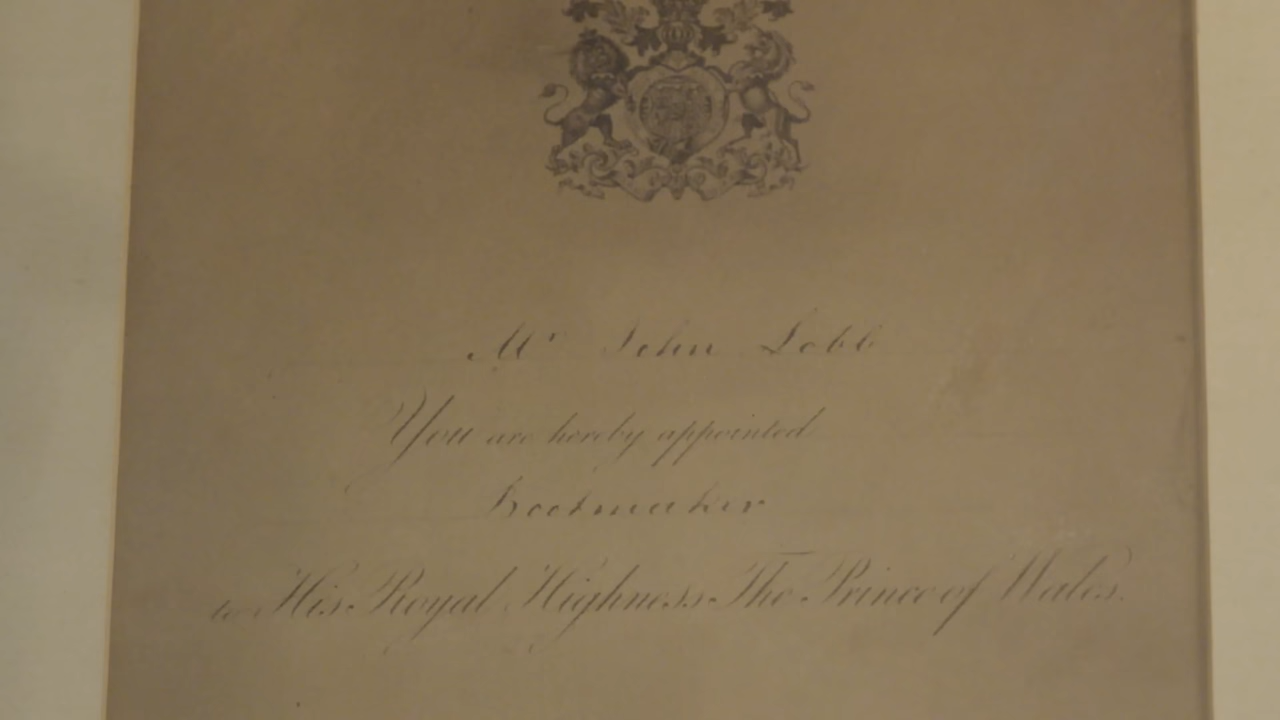 Mr John Lobb
You are hereby appointed
Bootmaker
to His Royal Highness The Prince of Wales.